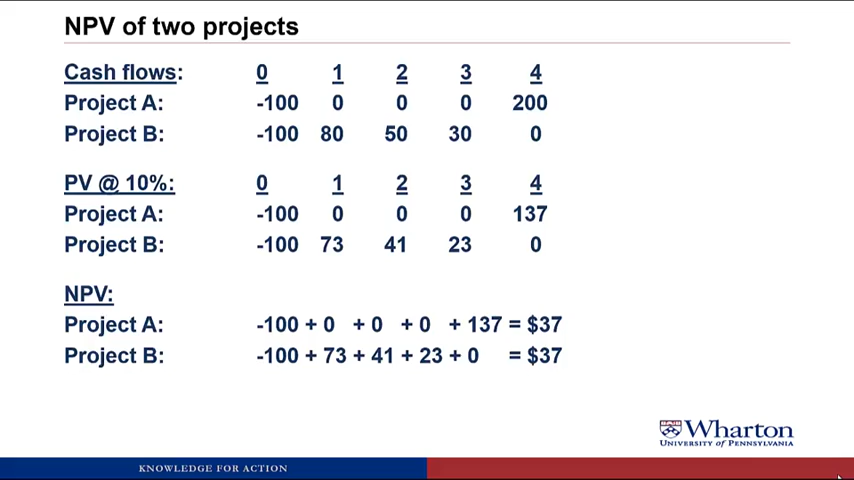 NPV of two projects
Cash flows: 0 1 2 3 4
Project A: -100 0 0 0 200
Project B: -100 80 50 30 0
PV @ 10%: 0 1 2 3 4
Project A: -100 0 0 0 137
Project B: -100 73 41 23 0
NPV:
Project A: -100 + 0 + 0 + 0 + 137 = $37
Project B: -100 + 73 + 41 + 23 + 0 = $37
Wharton
UNIVERSITY of PENNSYLVANIA
KNOWLEDGE FOR ACTION